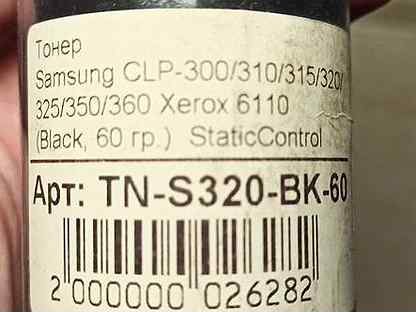 Тонер
Samsung CLP-300/310/315/320/
325/350/360 Xerox 6110
(Black, 60 гр.) StaticControl
Арт: TN-S320-BK-60
2 000000 026282